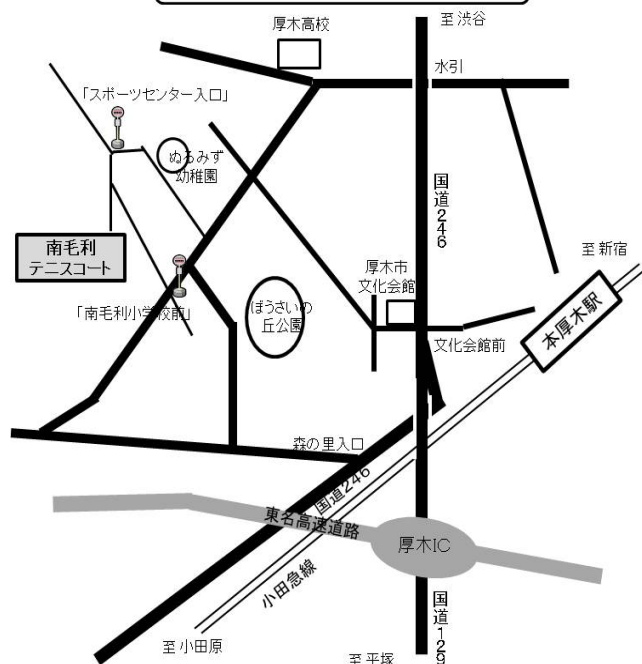 至 渋谷
厚木高校
水引
「スポーツセンター入口」
ぬるみず
幼稚園
国道246
至 新宿
南毛利
テニスコート
厚木市
文化会館
ぼうさいの
丘公園
「南毛利小学校前」
文化会館前
本厚木駅
森の里入口
国道246
東名高速道路
厚木IC
小田急線
国道129
至 小田原
至 平塚